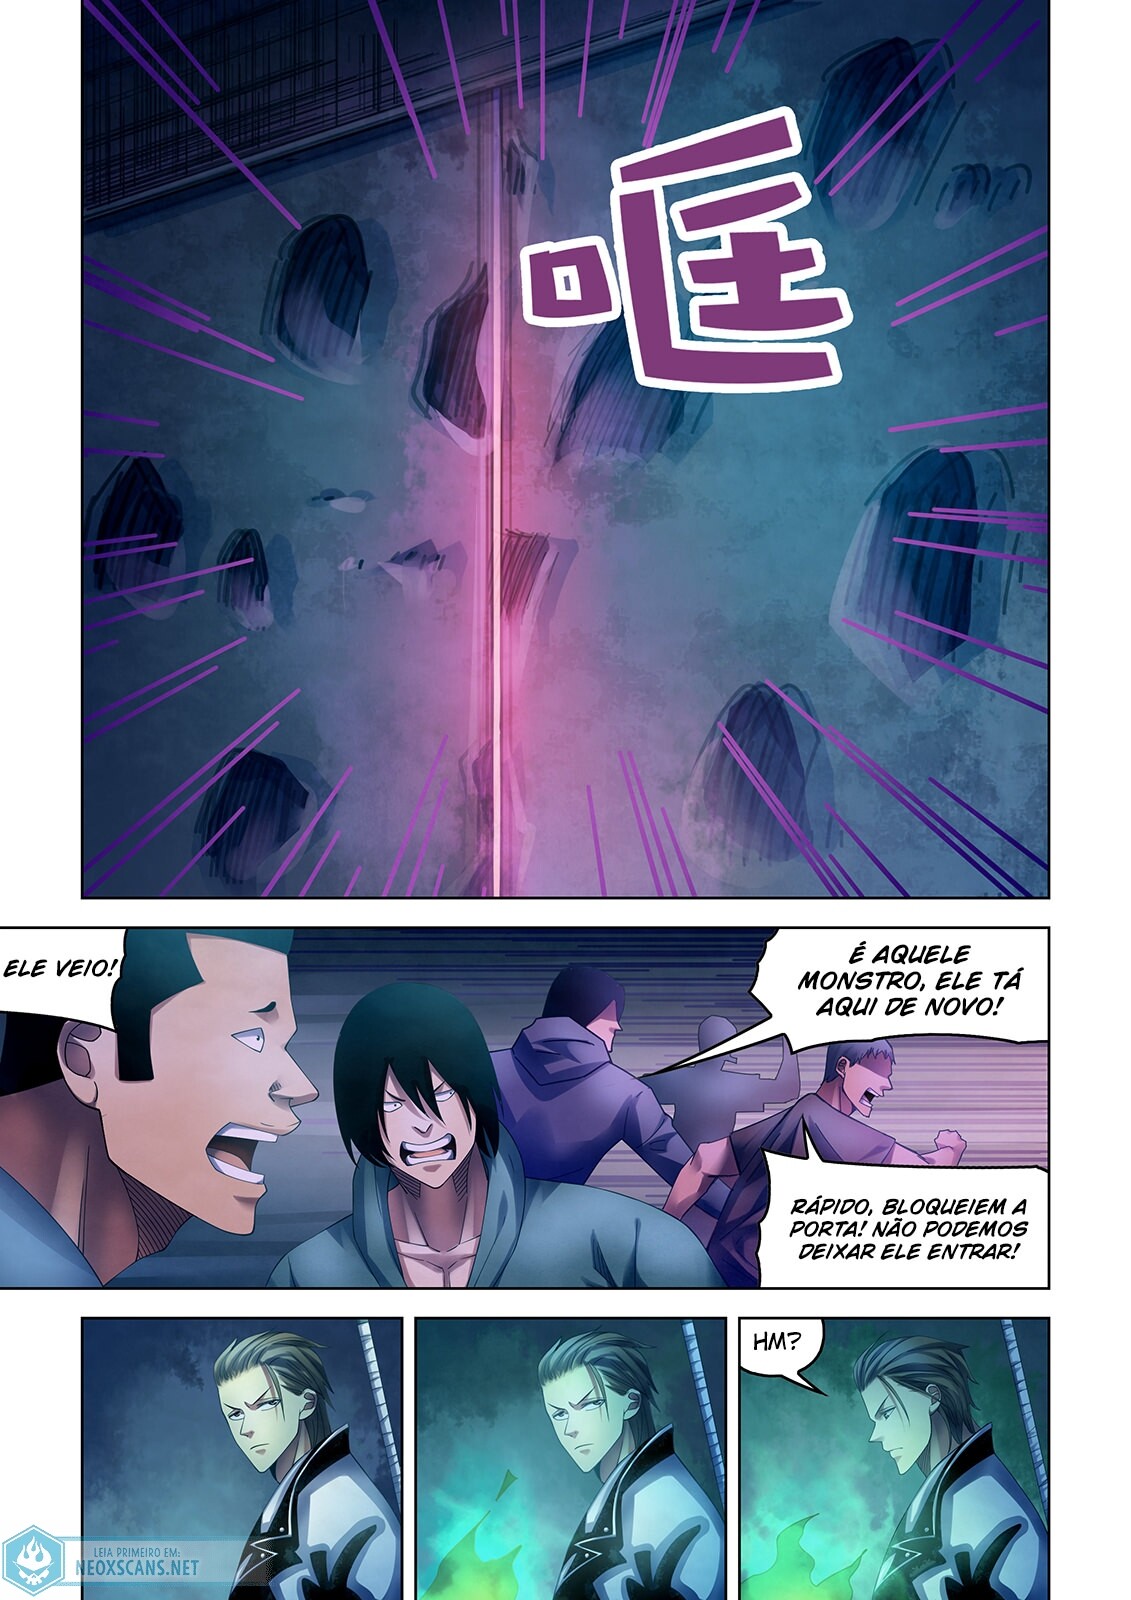 哐
ELE VEIO!
É AQUELE
MONSTRO, ELE TÁ
AQUI DE NOVO!
RÁPIDO, BLOQUEIEM A
PORTA! NÃO PODEMOS
DEIXAR ELE ENTRAR!
HM?
LEIA PRIMEIRO EM:
NEOXSCANS.NET